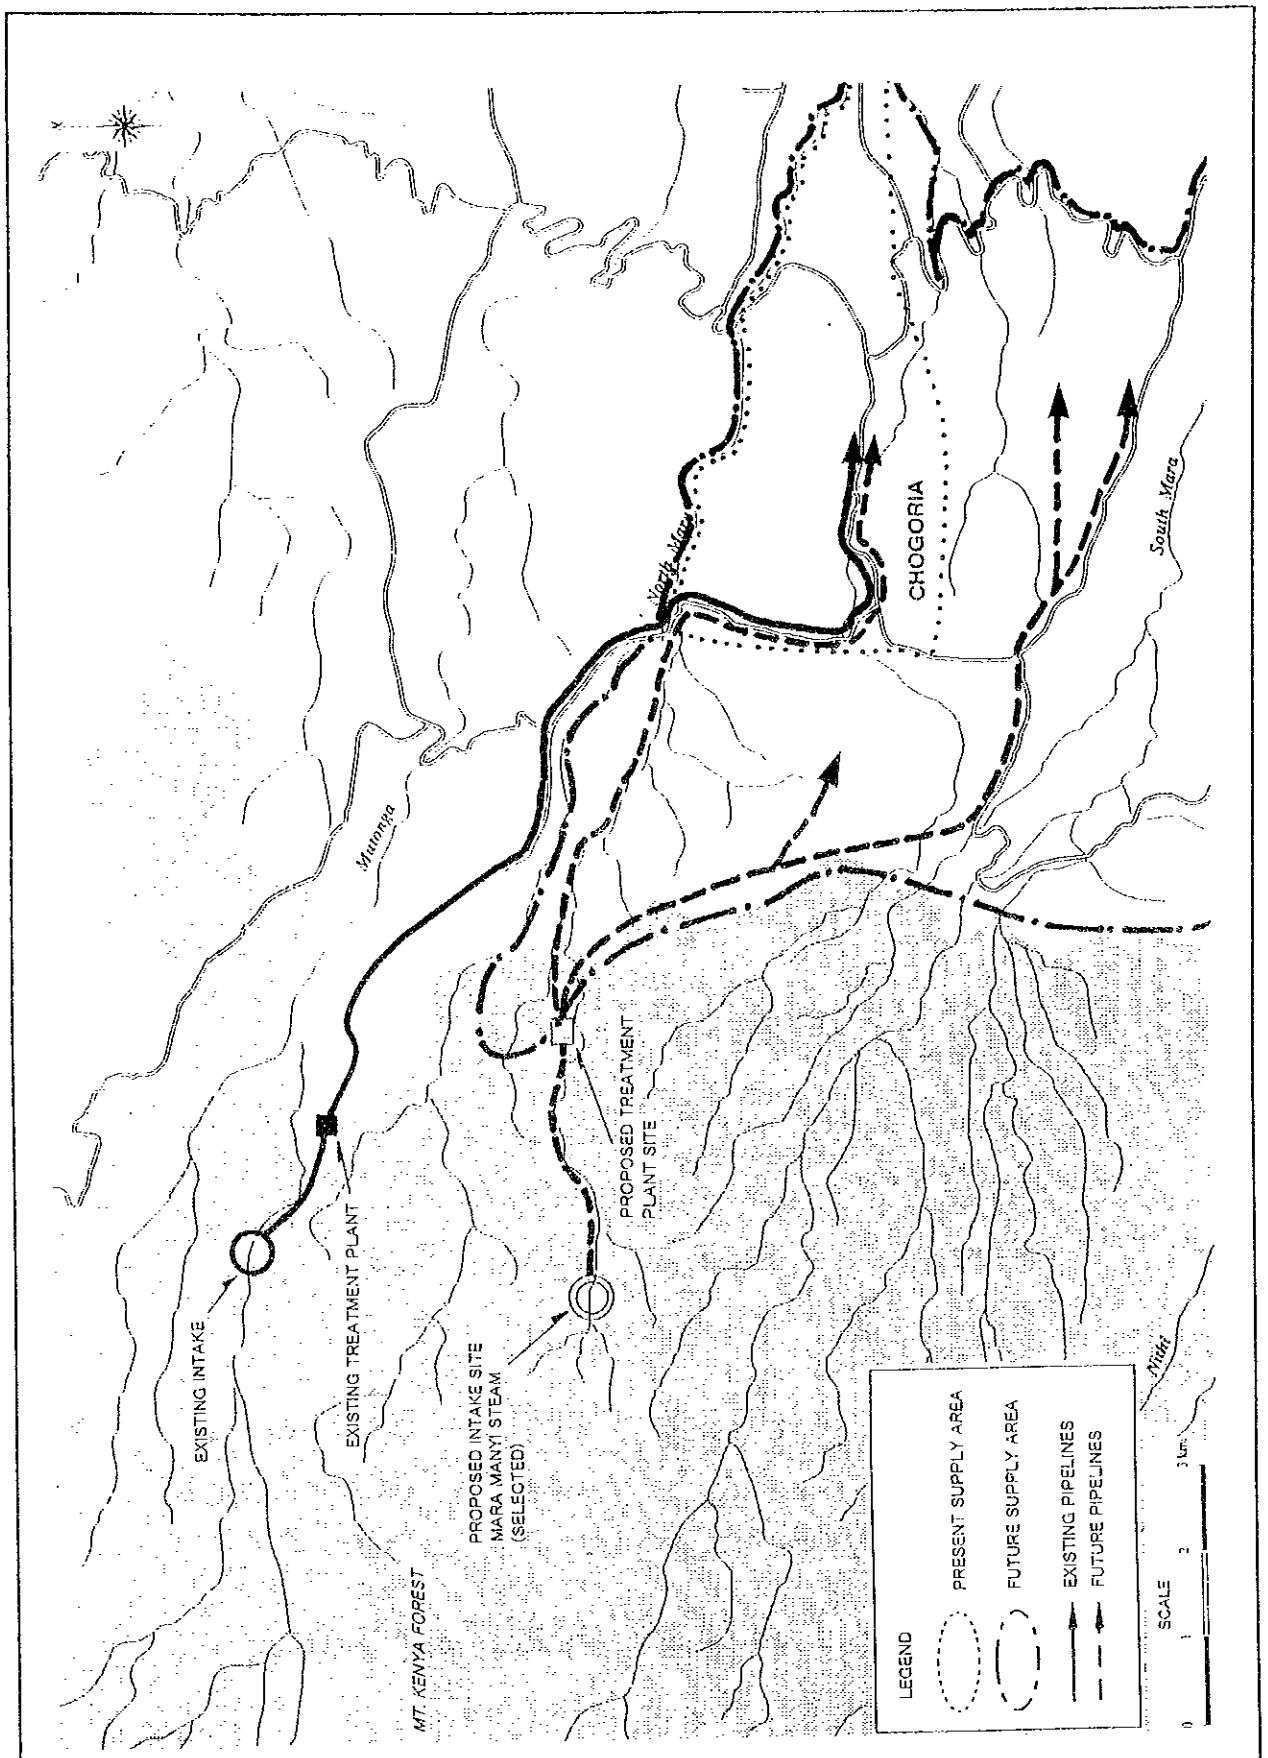 EXISTING INTAKE
EXISTING TREATMENT PLANT
PROPOSED INTAKE SITE
MARA MANYI STEAM
(SELECTED)
MT. KENYA FOREST
PROPOSED TREATMENT
PLANT SITE
Mutonga
North Mara
CHOGORIA
South Mara
Nithi
LEGEND
PRESENT SUPPLY AREA
FUTURE SUPPLY AREA
EXISTING PIPELINES
FUTURE PIPELINES
SCALE
0 1 2 3 km